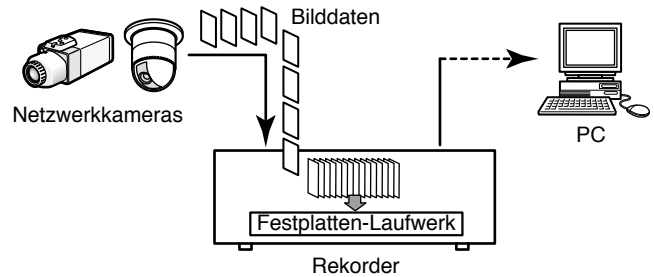 Bilddaten
Netzwerkkameras
PC
Festplatten-Laufwerk
Rekorder